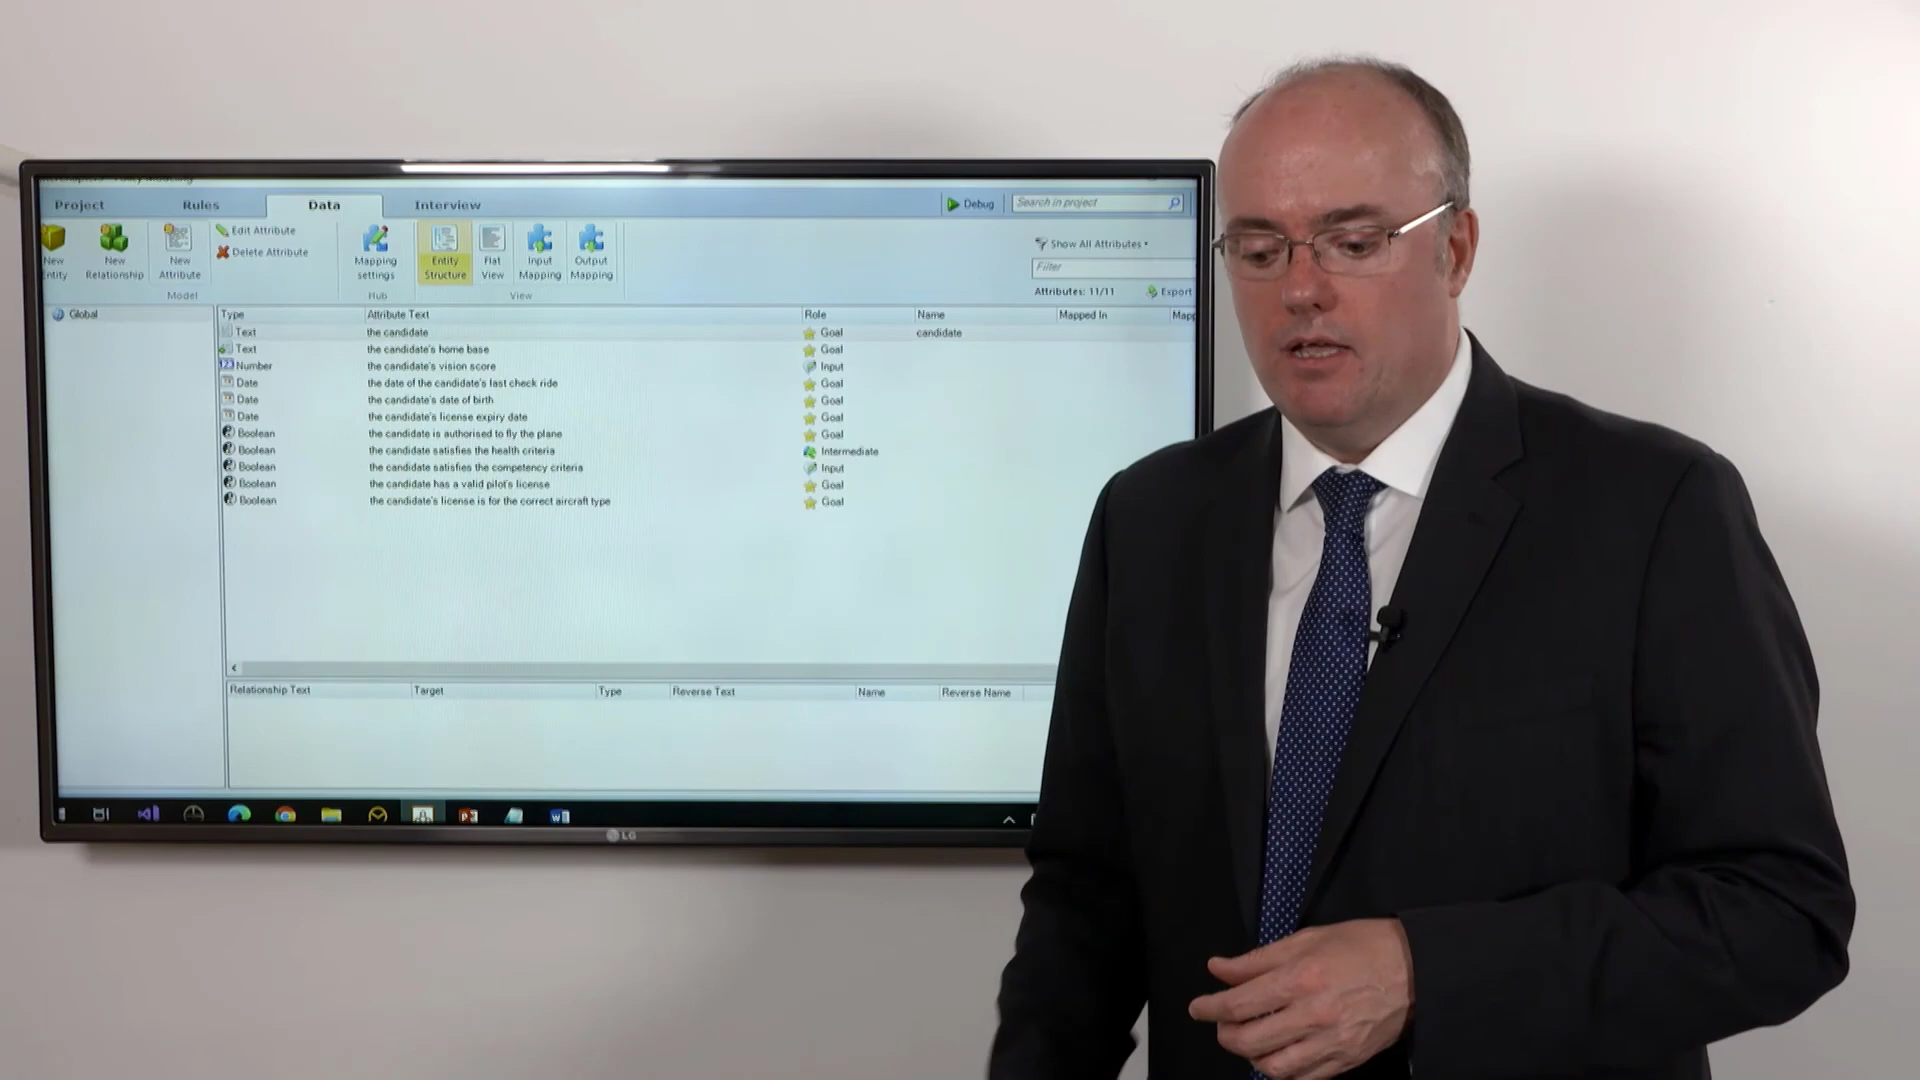 Project Rules Data Interview Debug Search in project
New Entity New Relationship New Attribute Edit Attribute Delete Attribute Mapping settings Entity Structure Flat View Input Mapping Output Mapping Show All Attributes
Filter
Model Hub View Attributes: 11/11 Export
Global Type Attribute Text Role Name Mapped In Mapp
Text the candidate Goal candidate
Text the candidate's home base Goal
123 Number the candidate's vision score Input
Date the date of the candidate's last check ride Goal
Date the candidate's date of birth Goal
Date the candidate's license expiry date Goal
Boolean the candidate is authorised to fly the plane Goal
Boolean the candidate satisfies the health criteria Intermediate
Boolean the candidate satisfies the competency criteria Input
Boolean the candidate has a valid pilot's license Goal
Boolean the candidate's license is for the correct aircraft type Goal
Relationship Text Target Type Reverse Text Name Reverse Name
LG